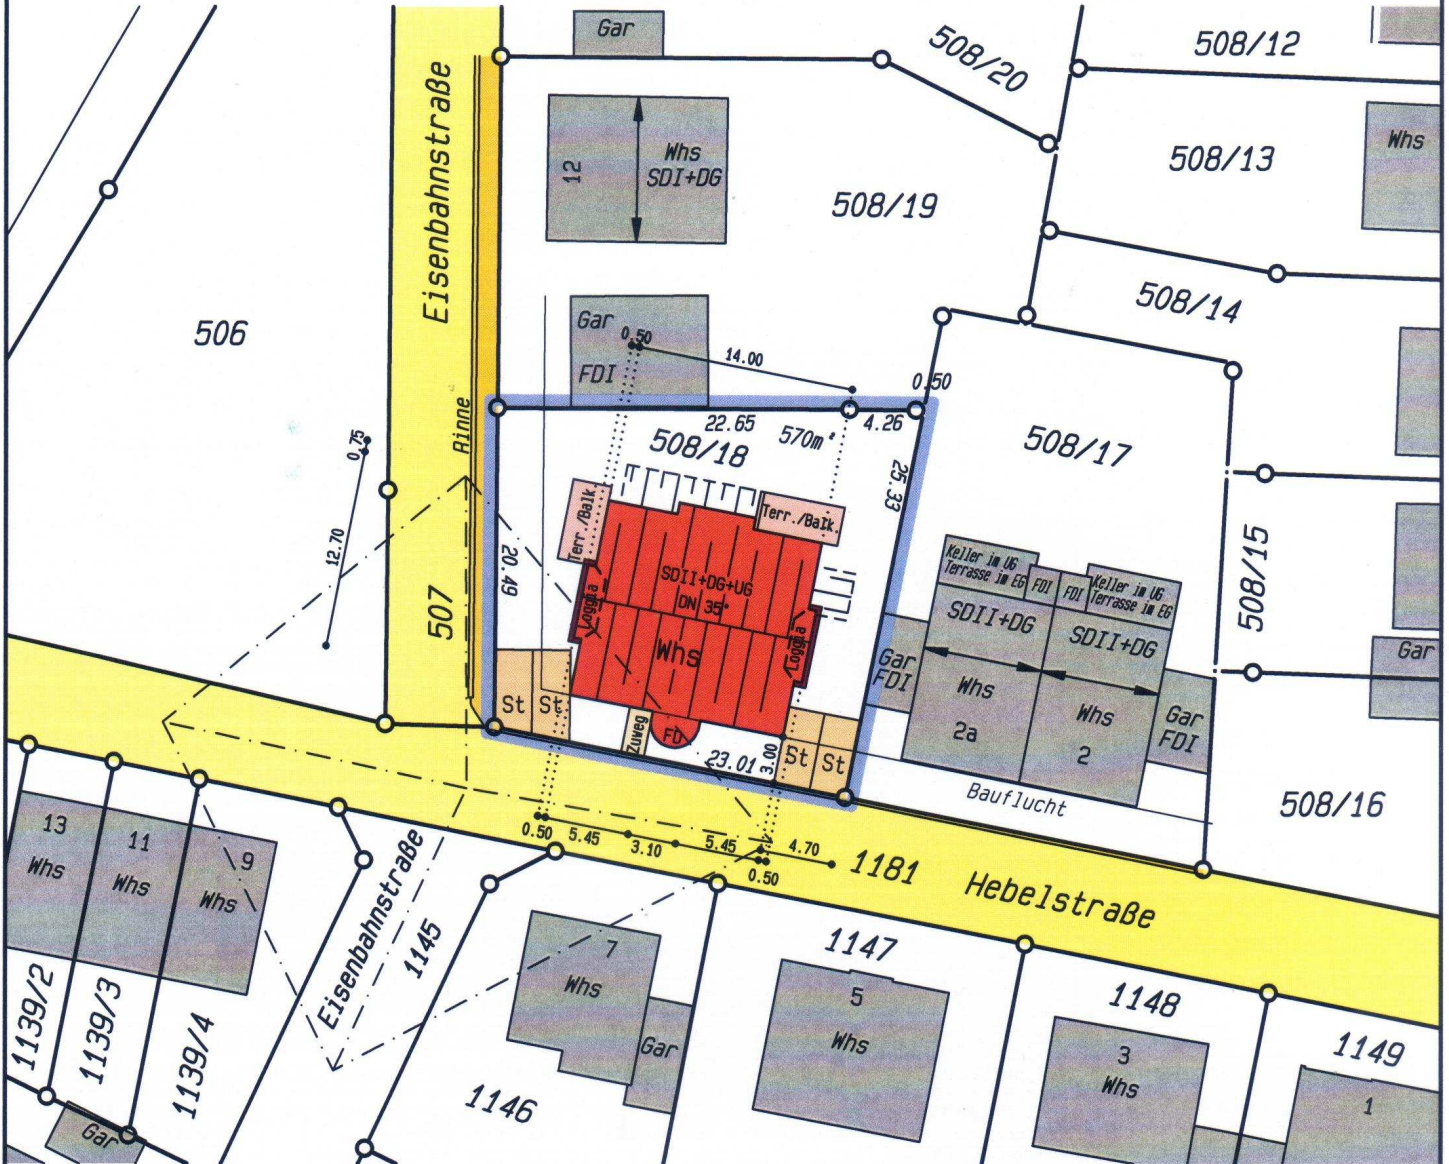 Gar
508/20
508/12
Eisenbahnstraße
12
Whs
SDI+DG
508/13
Whs
508/19
506
508/14
Gar
FDI
0.50
14.00
0.50
Rinne
22.65
4.26
508/18
570m²
508/17
0.75
12.70
25.33
Terr./Balk.
Terr./Balk.
508/15
20.49
507
SDII+DG+UG
DN 35°
Loggia
Whs
Loggia
Keller im UG
Terrasse im EG
FDI
FDI
Keller im UG
Terrasse im EG
SDII+DG
SDII+DG
Gar
FDI
Whs
2a
Whs
2
Gar
FDI
Gar
St
St
Zuweg
FD
23.01
3.00
St
St
Bauflucht
508/16
0.50
5.45
3.10
5.45
4.70
0.50
1181
Hebelstraße
13
Whs
11
Whs
9
Whs
Eisenbahnstraße
1145
7
Whs
Gar
1147
5
Whs
1148
3
Whs
1149
1
1139/2
1139/3
1139/4
1146
Gar